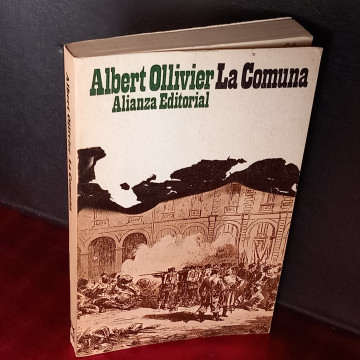 Albert Ollivier La Comuna
Alianza Editorial
Albert Ollivier La Comuna